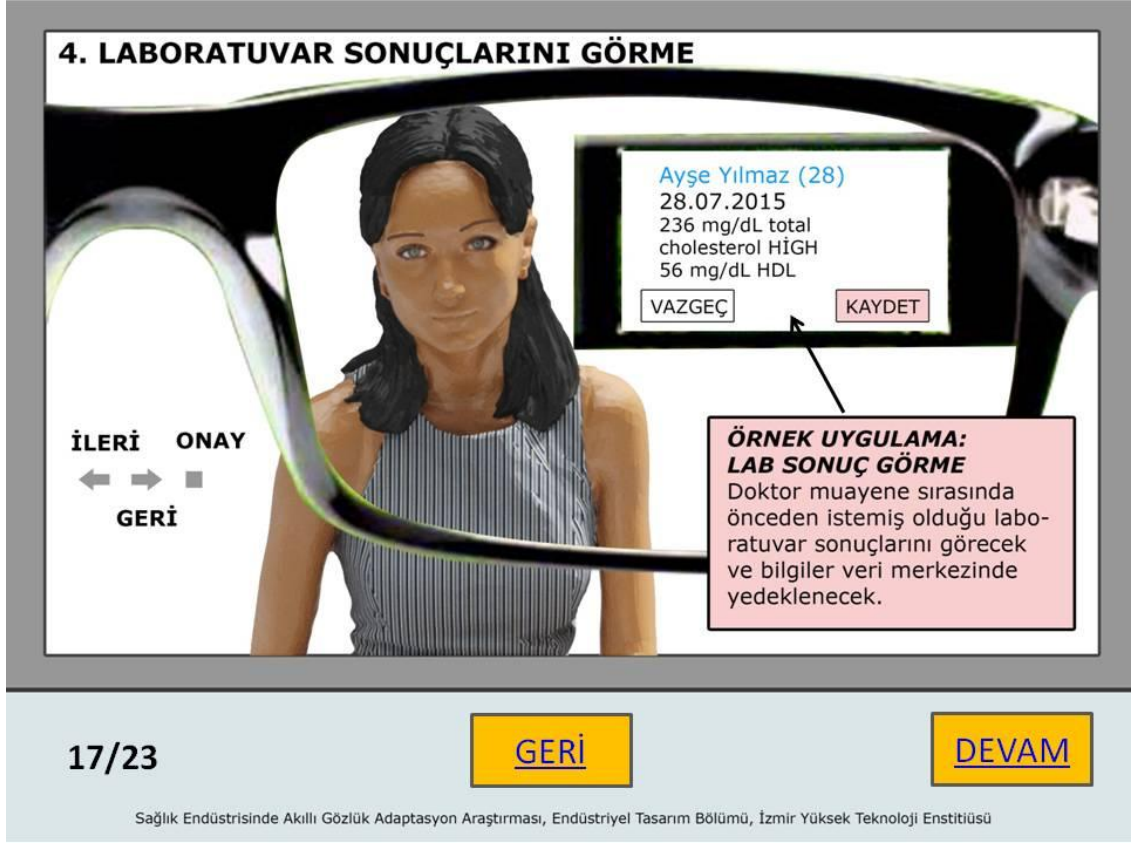 4. LABORATUVAR SONUÇLARINI GÖRME
Ayşe Yılmaz (28)
28.07.2015
236 mg/dL total
cholesterol HİGH
56 mg/dL HDL
VAZGEÇ
KAYDET
İLERİ ONAY
GERİ
ÖRNEK UYGULAMA:
LAB SONUÇ GÖRME
Doktor muayene sırasında
önceden istemiş olduğu labo-
ratuvar sonuçlarını görecek
ve bilgiler veri merkezinde
yedeklenecek.
17/23
GERİ
DEVAM
Sağlık Endüstrisinde Akıllı Gözlük Adaptasyon Araştırması, Endüstriyel Tasarım Bölümü, İzmir Yüksek Teknoloji Enstitiüsü